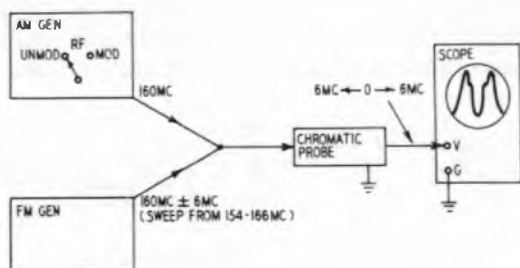 AM GEN
RF
UNMOD
MOD
160MC
FM GEN
160MC ± 6MC
(SWEEP FROM 154-166MC)
CHROMATIC
PROBE
6MC ← 0 → 6MC
SCOPE
V
G